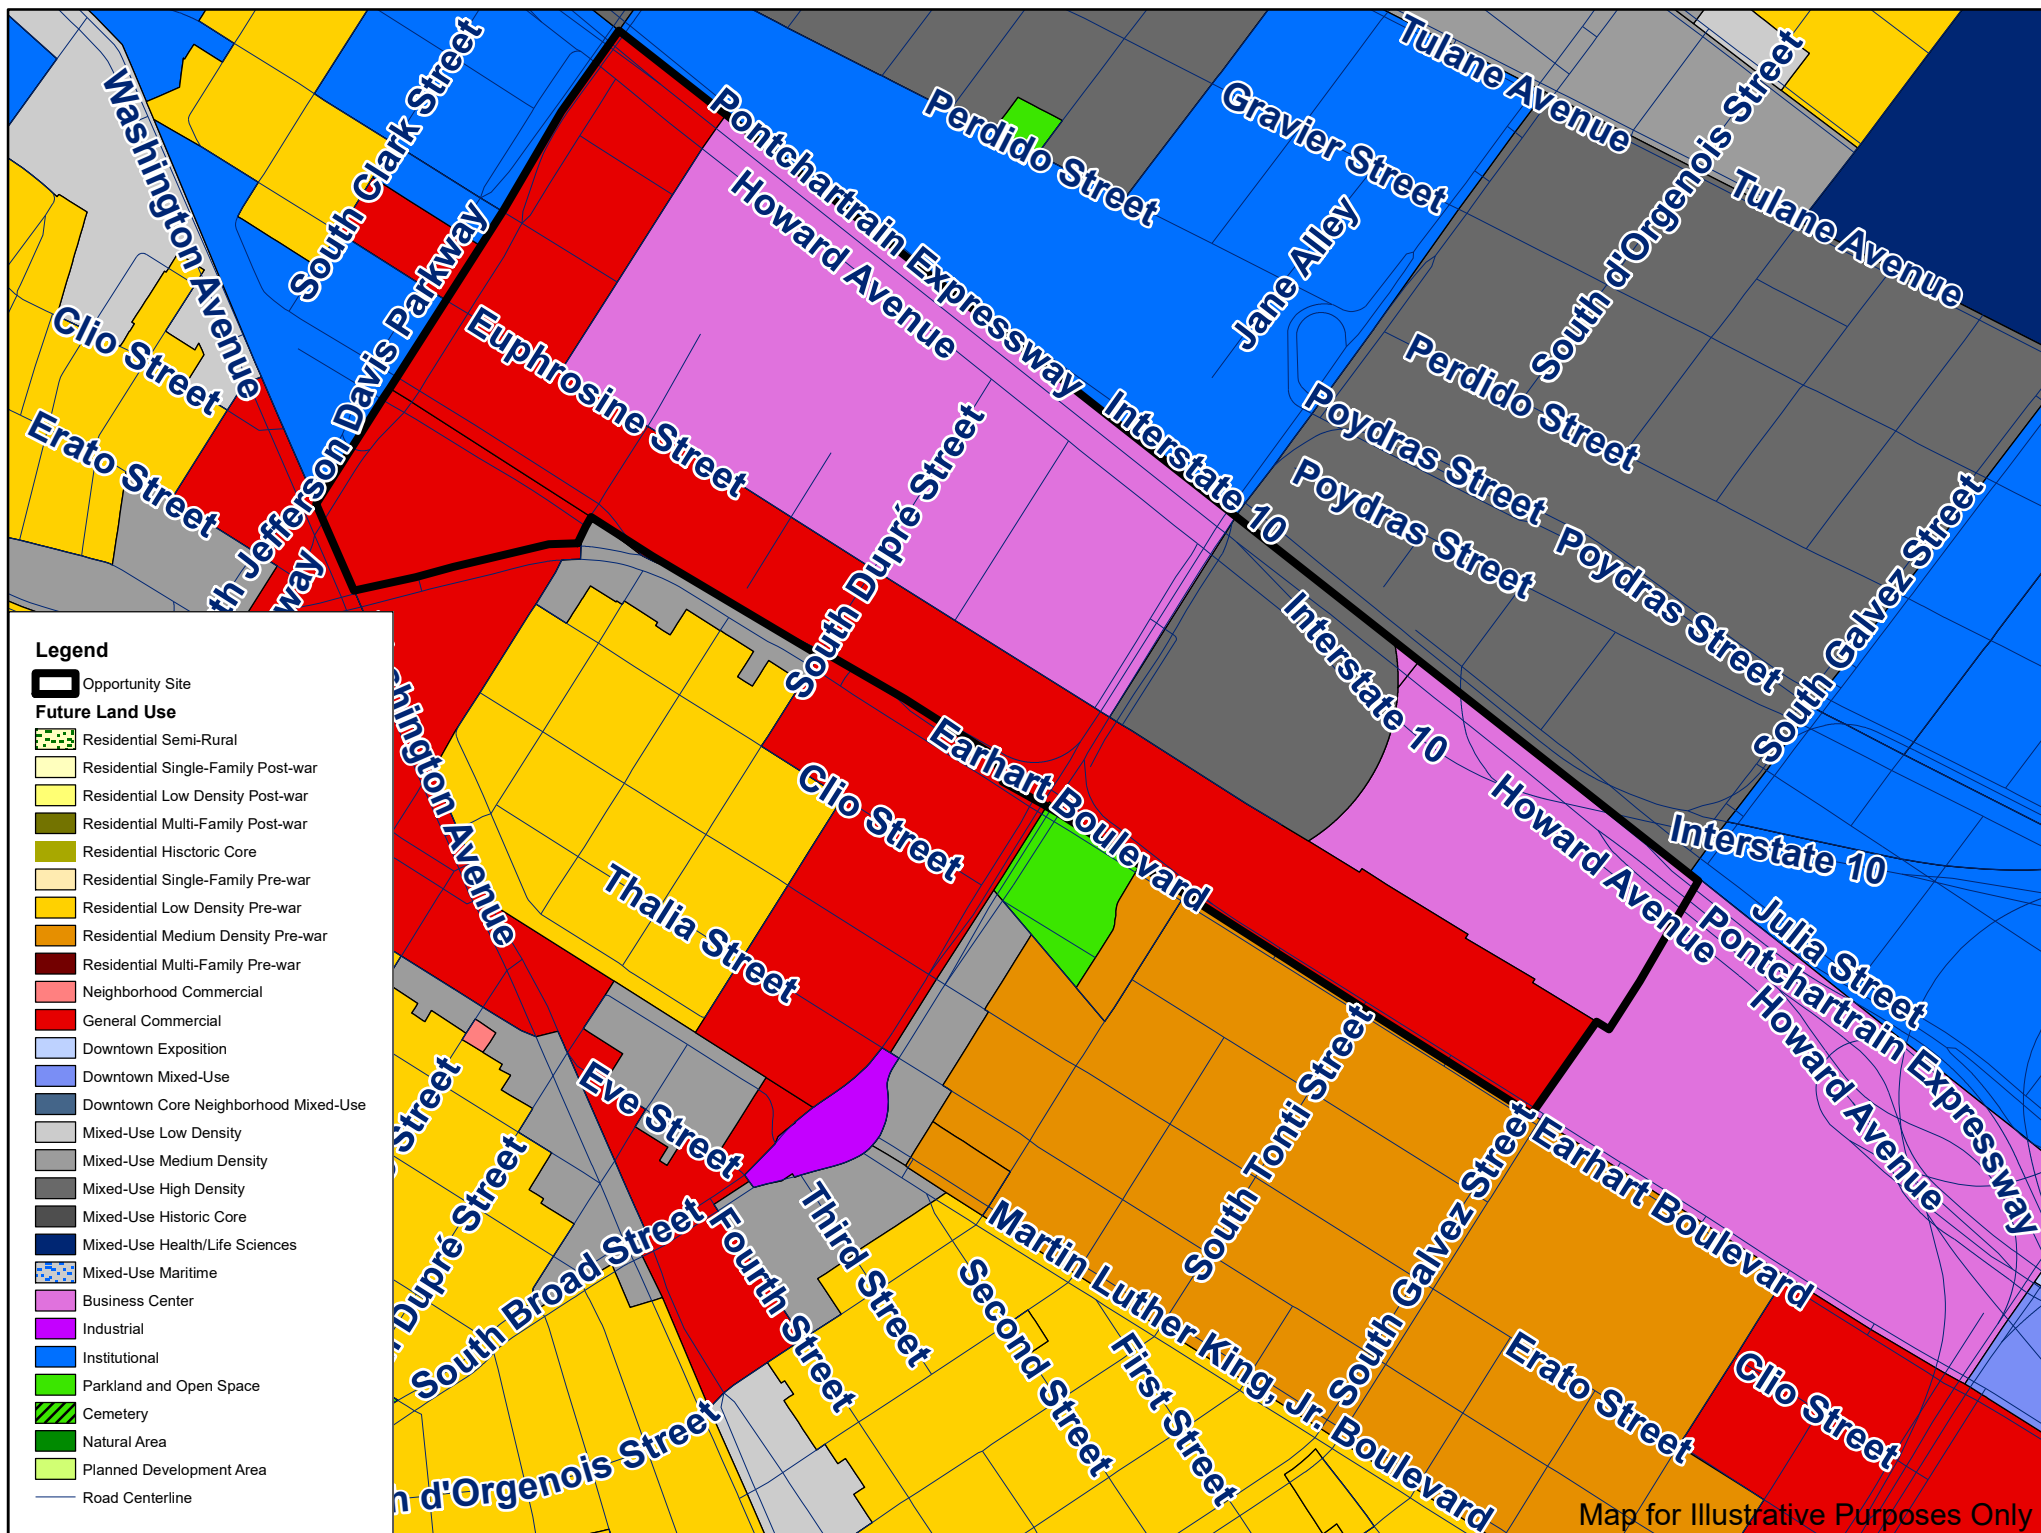 Tulane Avenue
South Clark Street
Washington Avenue
Pontchartrain Expressway
Perdido Street
Gravier Street
South d'Orgenois Street
Tulane Avenue
Howard Avenue
Jane Alley
Clio Street
Euphrosine Street
Jefferson Davis Parkway
Perdido Street
Erato Street
Interstate 10
Poydras Street
Poydras Street
Poydras Street
South Dupré Street
South Galvez Street
th
way
Interstate 10
Legend
Opportunity Site
Future Land Use
Residential Semi-Rural
Residential Single-Family Post-war
Residential Low Density Post-war
Residential Multi-Family Post-war
Residential Hisctoric Core
Residential Single-Family Pre-war
Residential Low Density Pre-war
Residential Medium Density Pre-war
Residential Multi-Family Pre-war
Neighborhood Commercial
General Commercial
Downtown Exposition
Downtown Mixed-Use
Downtown Core Neighborhood Mixed-Use
Mixed-Use Low Density
Mixed-Use Medium Density
Mixed-Use High Density
Mixed-Use Historic Core
Mixed-Use Health/Life Sciences
Mixed-Use Maritime
Business Center
Industrial
Institutional
Parkland and Open Space
Cemetery
Natural Area
Planned Development Area
Road Centerline
hington Avenue
Earhart Boulevard
Clio Street
Howard Avenue
Interstate 10
Thalia Street
Julia Street
Pontchartrain Expressway
Howard Avenue
Eve Street
Street
Dupré Street
South Broad Street
Fourth Street
Third Street
Second Street
First Street
Martin Luther King, Jr. Boulevard
South Tonti Street
South Galvez Street
Earhart Boulevard
Erato Street
Clio Street
n d'Orgenois Street
Map for Illustrative Purposes Only